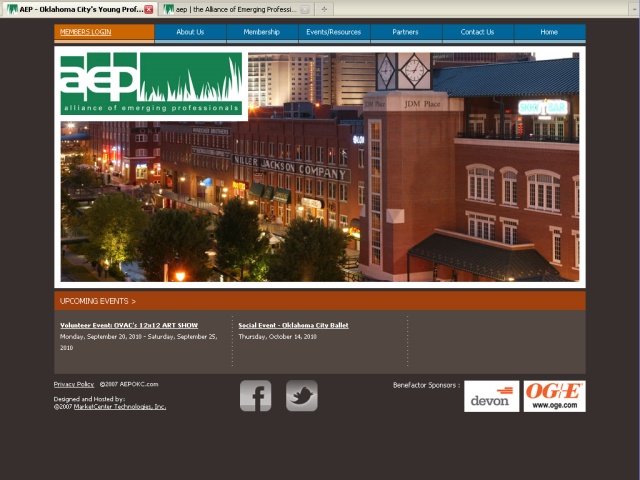 AEP - Oklahoma City's Young Prof...
aep | the Alliance of Emerging Professi...
MEMBERS LOGIN
About Us
Membership
Events/Resources
Partners
Contact Us
Home
aep
alliance of emerging professionals
JDM Place
JDM Place
MILLER JACKSON COMPANY
BAR
UPCOMING EVENTS >
Volunteer Event: OVAC's 12x12 ART SHOW
Monday, September 20, 2010 - Saturday, September 25,
2010
Social Event - Oklahoma City Ballet
Thursday, October 14, 2010
Privacy Policy ©2007 AEPOKC.com
Designed and Hosted by:
©2007 MarketCenter Technologies, Inc.
Benefactor Sponsors :
devon
OG+E
www.oge.com